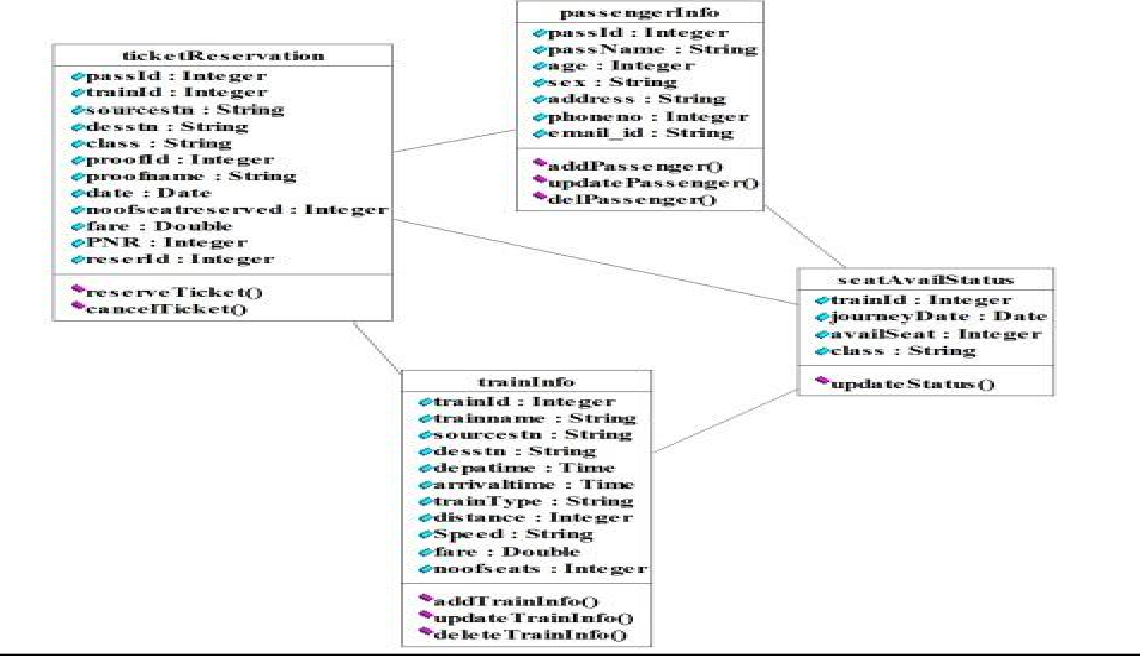 passengerInfo
passId : Integer
passName : String
age : Integer
sex : String
address : String
phoneno : Integer
email_id : String
addPassenger()
updatePassenger()
delPassenger()
ticketReservation
passId : Integer
trainId : Integer
sourcestn : String
desstn : String
class : String
proofId : Integer
proofname : String
date : Date
noofseatreserved : Integer
fare : Double
PNR : Integer
reserId : Integer
reserveTicket()
cancelTicket()
seatAvailStatus
trainId : Integer
journeyDate : Date
availSeat : Integer
class : String
updateStatus()
trainInfo
trainId : Integer
trainname : String
sourcestn : String
desstn : String
depatime : Time
arrivaltime : Time
trainType : String
distance : Integer
Speed : String
fare : Double
noofseats : Integer
addTrainInfo()
updateTrainInfo()
deleteTrainInfo()